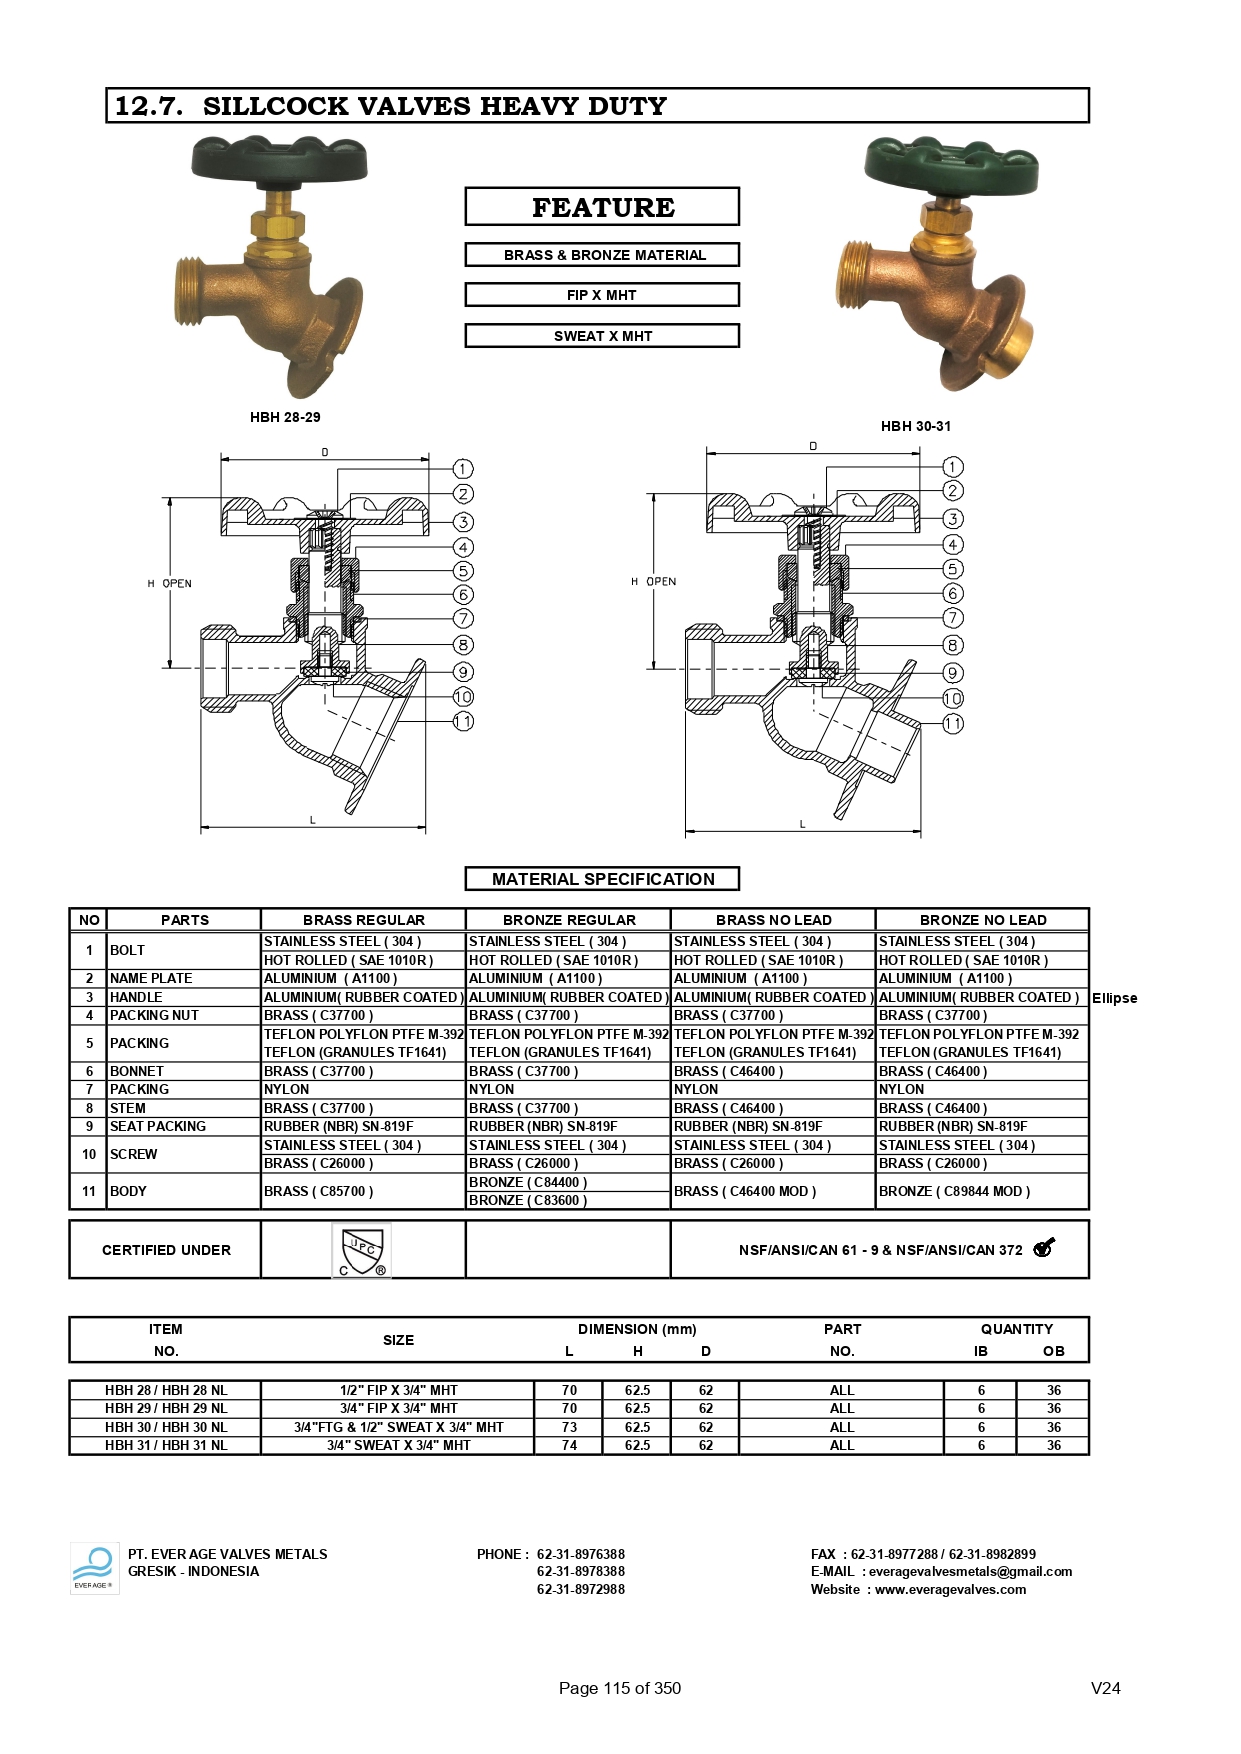 12.7. SILLCOCK VALVES HEAVY DUTY
FEATURE
BRASS & BRONZE MATERIAL
FIP X MHT
SWEAT X MHT
HBH 28-29
HBH 30-31
D
1
2
3
4
5
6
7
8
9
10
11
H OPEN
L
D
1
2
3
4
5
6
7
8
9
10
11
H OPEN
L
MATERIAL SPECIFICATION
NO PARTS BRASS REGULAR BRONZE REGULAR BRASS NO LEAD BRONZE NO LEAD
1 BOLT STAINLESS STEEL ( 304 ) STAINLESS STEEL ( 304 ) STAINLESS STEEL ( 304 ) STAINLESS STEEL ( 304 )
HOT ROLLED ( SAE 1010R ) HOT ROLLED ( SAE 1010R ) HOT ROLLED ( SAE 1010R ) HOT ROLLED ( SAE 1010R )
2 NAME PLATE ALUMINIUM ( A1100 ) ALUMINIUM ( A1100 ) ALUMINIUM ( A1100 ) ALUMINIUM ( A1100 )
3 HANDLE ALUMINIUM( RUBBER COATED ) ALUMINIUM( RUBBER COATED ) ALUMINIUM( RUBBER COATED ) ALUMINIUM( RUBBER COATED ) Ellipse
4 PACKING NUT BRASS ( C37700 ) BRASS ( C37700 ) BRASS ( C37700 ) BRASS ( C37700 )
5 PACKING TEFLON POLYFLON PTFE M-392 TEFLON POLYFLON PTFE M-392 TEFLON POLYFLON PTFE M-392 TEFLON POLYFLON PTFE M-392
TEFLON (GRANULES TF1641) TEFLON (GRANULES TF1641) TEFLON (GRANULES TF1641) TEFLON (GRANULES TF1641)
6 BONNET BRASS ( C37700 ) BRASS ( C37700 ) BRASS ( C46400 ) BRASS ( C46400 )
7 PACKING NYLON NYLON NYLON NYLON
8 STEM BRASS ( C37700 ) BRASS ( C37700 ) BRASS ( C46400 ) BRASS ( C46400 )
9 SEAT PACKING RUBBER (NBR) SN-819F RUBBER (NBR) SN-819F RUBBER (NBR) SN-819F RUBBER (NBR) SN-819F
10 SCREW STAINLESS STEEL ( 304 ) STAINLESS STEEL ( 304 ) STAINLESS STEEL ( 304 ) STAINLESS STEEL ( 304 )
BRASS ( C26000 ) BRASS ( C26000 ) BRASS ( C26000 ) BRASS ( C26000 )
11 BODY BRASS ( C85700 ) BRONZE ( C84400 ) BRASS ( C46400 MOD ) BRONZE ( C89844 MOD )
BRONZE ( C83600 )
CERTIFIED UNDER UPC C ® NSF/ANSI/CAN 61 - 9 & NSF/ANSI/CAN 372
ITEM NO. SIZE DIMENSION (mm) PART NO. QUANTITY
L H D IB OB
HBH 28 / HBH 28 NL 1/2" FIP X 3/4" MHT 70 62.5 62 ALL 6 36
HBH 29 / HBH 29 NL 3/4" FIP X 3/4" MHT 70 62.5 62 ALL 6 36
HBH 30 / HBH 30 NL 3/4"FTG & 1/2" SWEAT X 3/4" MHT 73 62.5 62 ALL 6 36
HBH 31 / HBH 31 NL 3/4" SWEAT X 3/4" MHT 74 62.5 62 ALL 6 36
EVER AGE ®
PT. EVER AGE VALVES METALS PHONE : 62-31-8976388 FAX : 62-31-8977288 / 62-31-8982899
GRESIK - INDONESIA 62-31-8978388 E-MAIL : everagevalvesmetals@gmail.com
62-31-8972988 Website : www.everagevalves.com
Page 115 of 350 V24